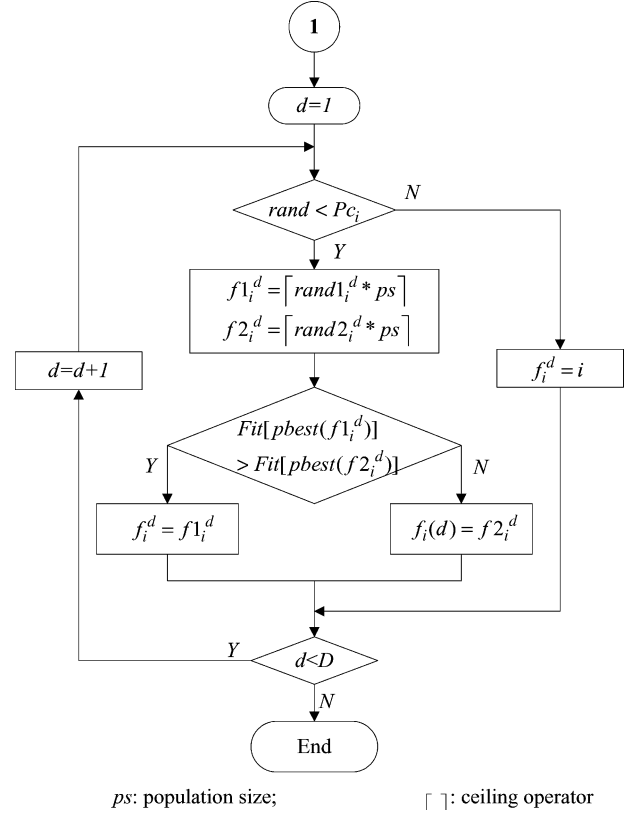 1
d=1
rand < Pc_i
N
Y
f1_i^d = ⌈rand1_i^d * ps⌉
f2_i^d = ⌈rand2_i^d * ps⌉
d=d+1
f_i^d = i
Fit[pbest(f1_i^d)]
> Fit[pbest(f2_i^d)]
Y
N
f_i^d = f1_i^d
f_i(d) = f2_i^d
Y
d<D
N
End
ps: population size;
⌈ ⌉: ceiling operator